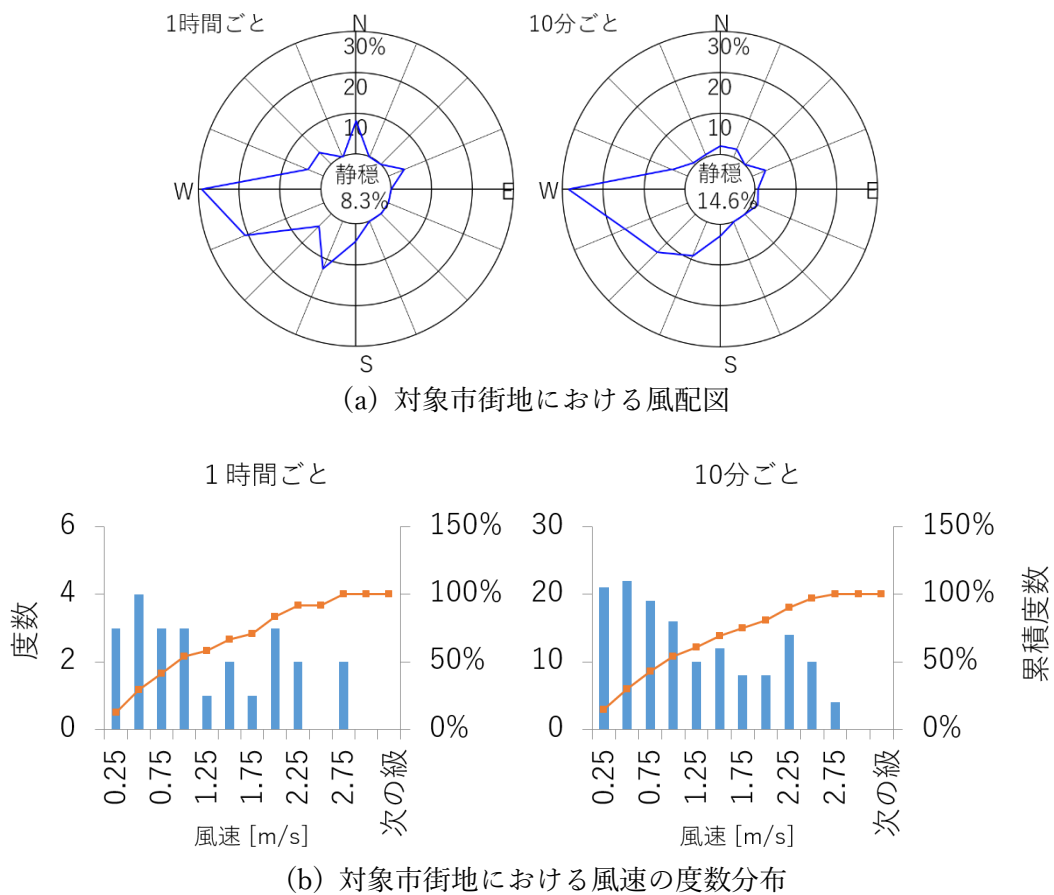 1時間ごと
N
30%
20
10
静穏
8.3%
W
E
S
10分ごと
N
30%
20
10
静穏
14.6%
W
E
S
（a）対象市街地における風配図
１時間ごと
度数
6
4
2
0
150%
100%
50%
0%
0.25
0.75
1.25
1.75
2.25
2.75
次の級
風速 [m/s]
10分ごと
30
20
10
0
150%
100%
50%
0%
累積度数
0.25
0.75
1.25
1.75
2.25
2.75
次の級
風速 [m/s]
（b）対象市街地における風速の度数分布